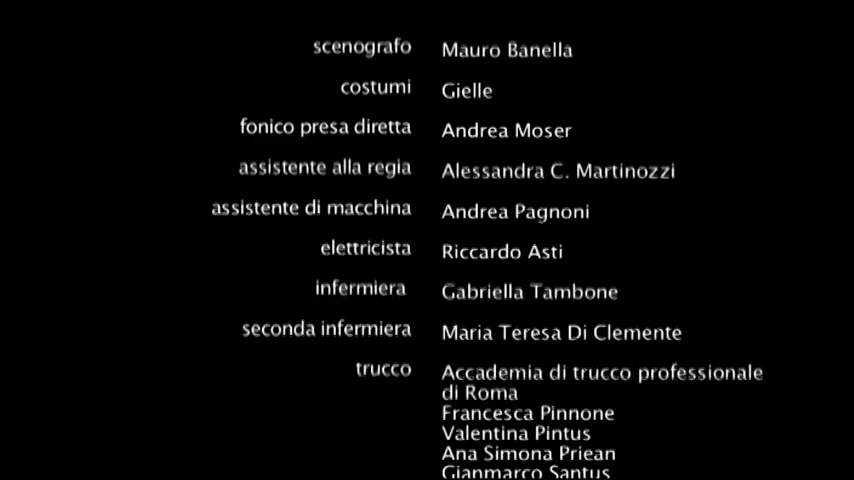 scenografo Mauro Banella
costumi Gielle
fonico presa diretta Andrea Moser
assistente alla regia Alessandra C. Martinozzi
assistente di macchina Andrea Pagnoni
elettricista Riccardo Asti
infermiera Gabriella Tambone
seconda infermiera Maria Teresa Di Clemente
trucco Accademia di trucco professionale
di Roma
Francesca Pinnone
Valentina Pintus
Ana Simona Priean
Gianmarco Santus